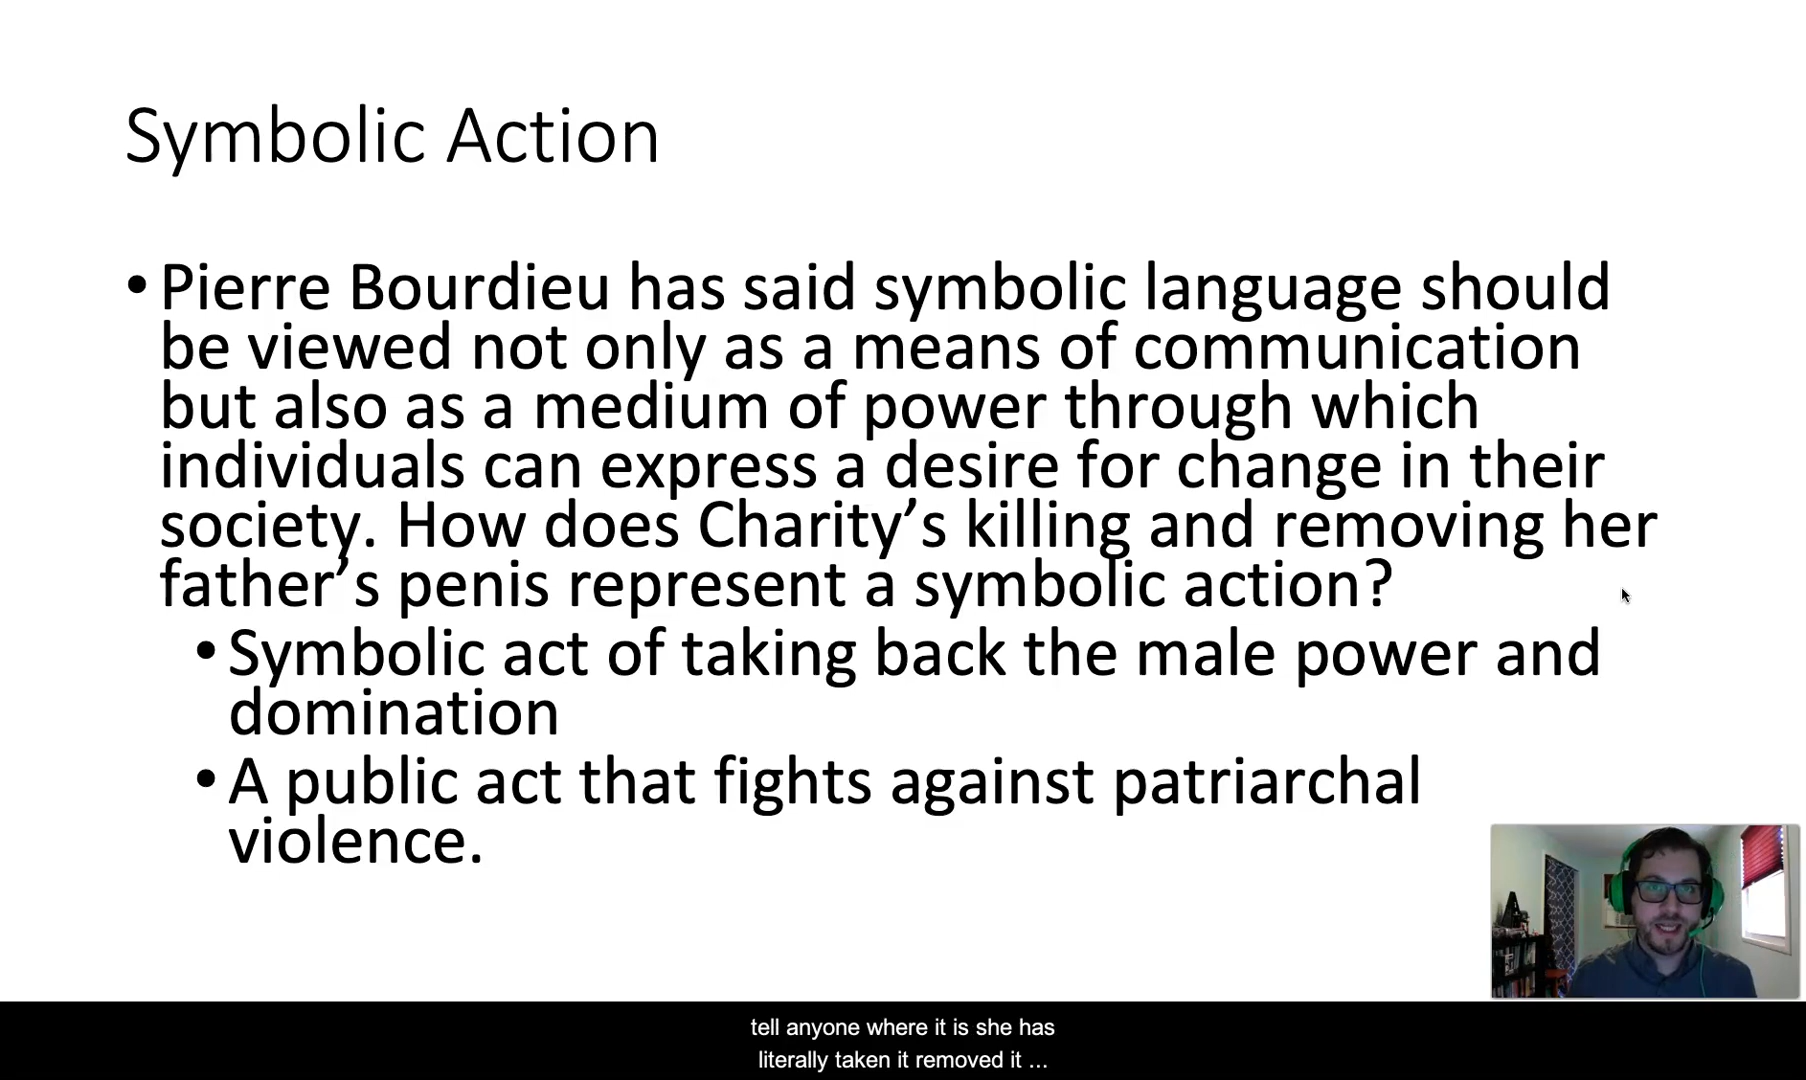 Symbolic Action
• Pierre Bourdieu has said symbolic language should
be viewed not only as a means of communication
but also as a medium of power through which
individuals can express a desire for change in their
society. How does Charity’s killing and removing her
father’s penis represent a symbolic action?
• Symbolic act of taking back the male power and
domination
• A public act that fights against patriarchal
violence.
tell anyone where it is she has
literally taken it removed it ...